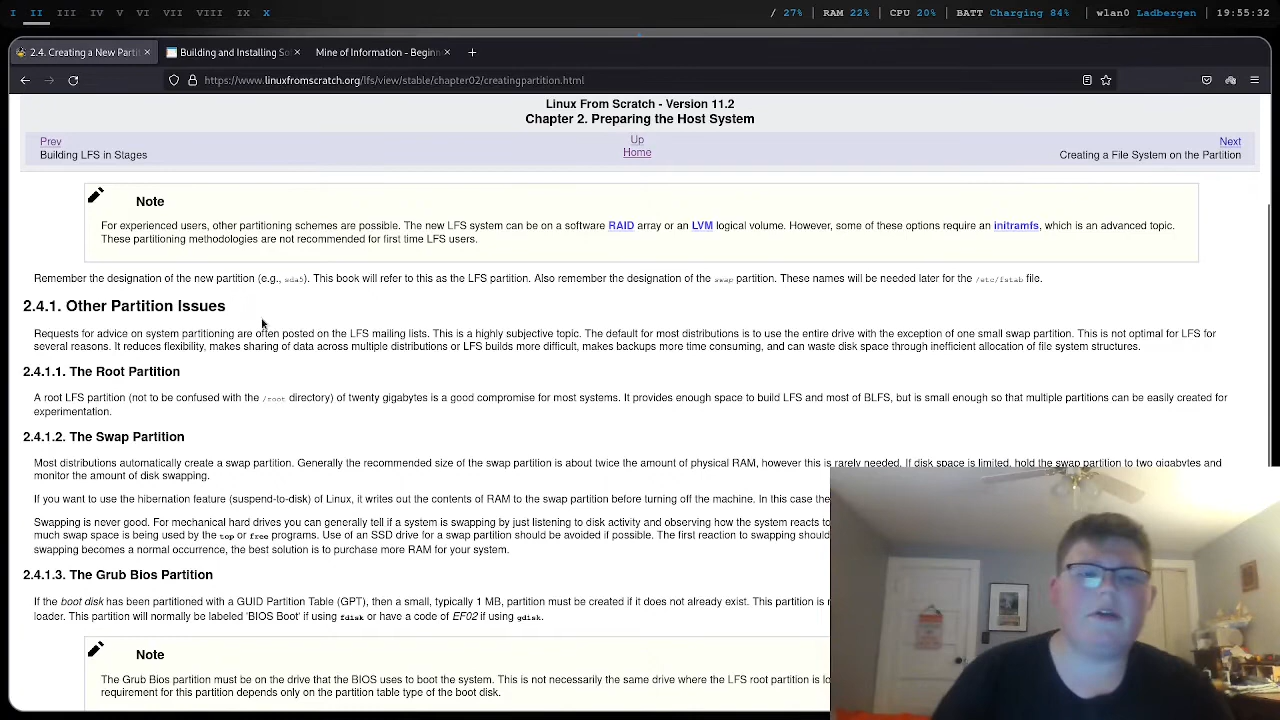 I II III IV V VI VII VIII IX X / 27% RAM 22% CPU 20% BATT Charging 84% wlan0 Ladbergen 19:55:32
2.4. Creating a New Partit × Building and Installing So × Mine of Information - Beginn × +
https://www.linuxfromscratch.org/lfs/view/stable/chapter02/creatingpartition.html
Linux From Scratch - Version 11.2
Chapter 2. Preparing the Host System
Prev Up Next
Building LFS in Stages Home Creating a File System on the Partition
Note
For experienced users, other partitioning schemes are possible. The new LFS system can be on a software RAID array or an LVM logical volume. However, some of these options require an initramfs, which is an advanced topic.
These partitioning methodologies are not recommended for first time LFS users.
Remember the designation of the new partition (e.g., sda5). This book will refer to this as the LFS partition. Also remember the designation of the swap partition. These names will be needed later for the /etc/fstab file.
2.4.1. Other Partition Issues
Requests for advice on system partitioning are often posted on the LFS mailing lists. This is a highly subjective topic. The default for most distributions is to use the entire drive with the exception of one small swap partition. This is not optimal for LFS for
several reasons. It reduces flexibility, makes sharing of data across multiple distributions or LFS builds more difficult, makes backups more time consuming, and can waste disk space through inefficient allocation of file system structures.
2.4.1.1. The Root Partition
A root LFS partition (not to be confused with the /root directory) of twenty gigabytes is a good compromise for most systems. It provides enough space to build LFS and most of BLFS, but is small enough so that multiple partitions can be easily created for
experimentation.
2.4.1.2. The Swap Partition
Most distributions automatically create a swap partition. Generally the recommended size of the swap partition is about twice the amount of physical RAM, however this is rarely needed. If disk space is limited, hold the swap partition to two gigabytes and
monitor the amount of disk swapping.
If you want to use the hibernation feature (suspend-to-disk) of Linux, it writes out the contents of RAM to the swap partition before turning off the machine. In this case the
Swapping is never good. For mechanical hard drives you can generally tell if a system is swapping by just listening to disk activity and observing how the system reacts to
much swap space is being used by the top or free programs. Use of an SSD drive for a swap partition should be avoided if possible. The first reaction to swapping should
swapping becomes a normal occurrence, the best solution is to purchase more RAM for your system.
2.4.1.3. The Grub Bios Partition
If the boot disk has been partitioned with a GUID Partition Table (GPT), then a small, typically 1 MB, partition must be created if it does not already exist. This partition is
loader. This partition will normally be labeled 'BIOS Boot' if using fdisk or have a code of EF02 if using gdisk.
Note
The Grub Bios partition must be on the drive that the BIOS uses to boot the system. This is not necessarily the same drive where the LFS root partition is
requirement for this partition depends only on the partition table type of the boot disk.